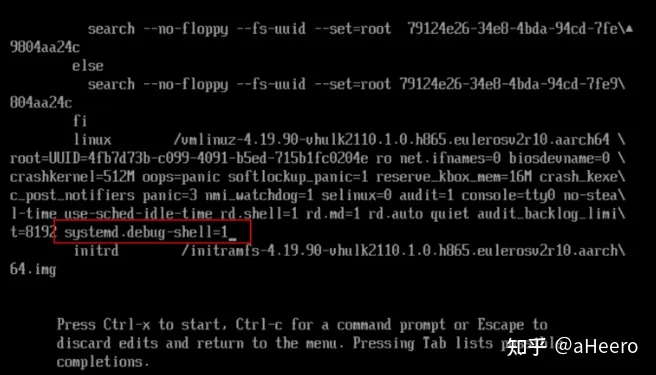 search --no-floppy --fs-uuid --set=root  79124e26-34e8-4bda-94cd-7fe\▲
9804aa24c
else
search --no-floppy --fs-uuid --set=root 79124e26-34e8-4bda-94cd-7fe9\
804aa24c
fi
linux /vmlinuz-4.19.90-vhulk2110.1.0.h865.eulerosv2r10.aarch64 \
root=UUID=4fb7d73b-c099-4091-b5ed-715b1fc0204e ro net.ifnames=0 biosdevname=0 \
crashkernel=512M oops=panic softlockup_panic=1 reserve_kbox_mem=16M crash_kexe\
c_post_notifiers panic=3 nmi_watchdog=1 selinux=0 audit=1 console=tty0 no-stea\
l-time use-sched-idle-time rd.shell=1 rd.md=1 rd.auto quiet audit_backlog_limi\
t=8192 systemd.debug-shell=1_
initrd /initramfs-4.19.90-vhulk2110.1.0.h865.eulerosv2r10.aarch\
64.img
Press Ctrl-x to start, Ctrl-c for a command prompt or Escape to
discard edits and return to the menu. Pressing Tab lists
completions.
知乎 @aHeero